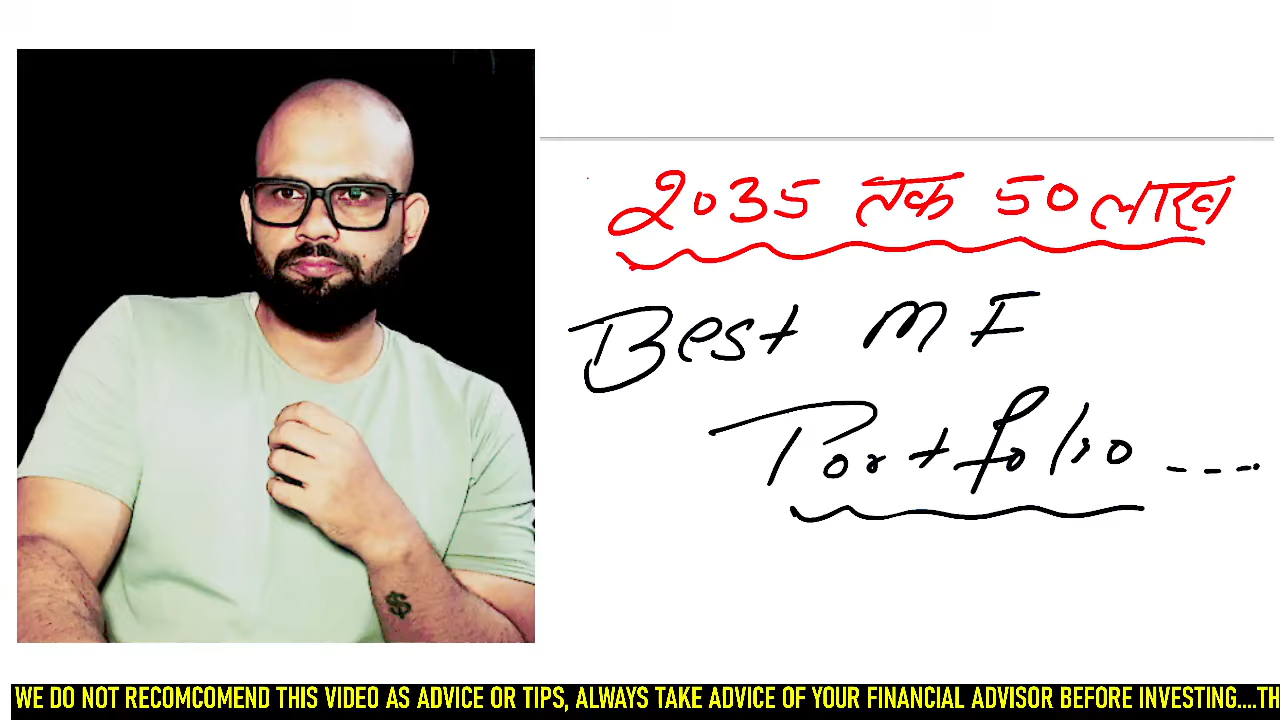 2035 तक 50 लाख
Best MF
Portfolio ....
WE DO NOT RECOMCOMEND THIS VIDEO AS ADVICE OR TIPS, ALWAYS TAKE ADVICE OF YOUR FINANCIAL ADVISOR BEFORE INVESTING....TH